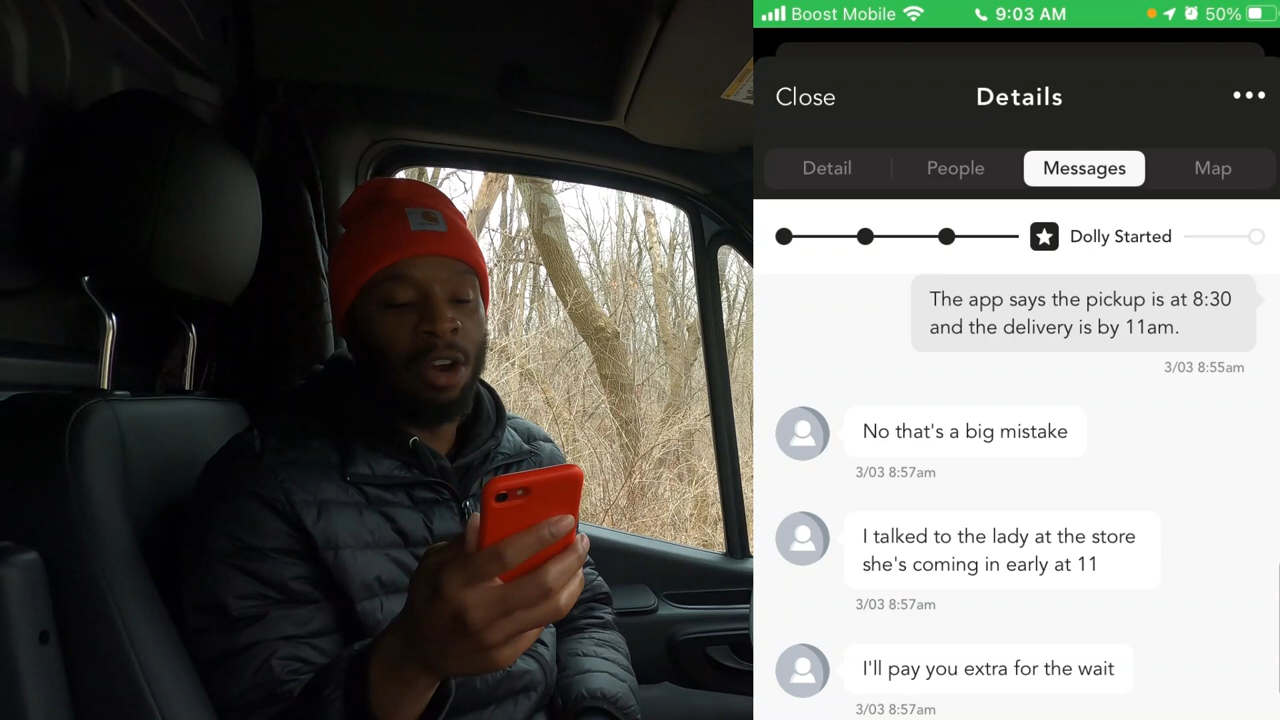 Boost Mobile
9:03 AM
50%
Close
Details
Detail
People
Messages
Map
Dolly Started
The app says the pickup is at 8:30
and the delivery is by 11am.
3/03 8:55am
No that's a big mistake
3/03 8:57am
I talked to the lady at the store
she's coming in early at 11
3/03 8:57am
I'll pay you extra for the wait
3/03 8:57am